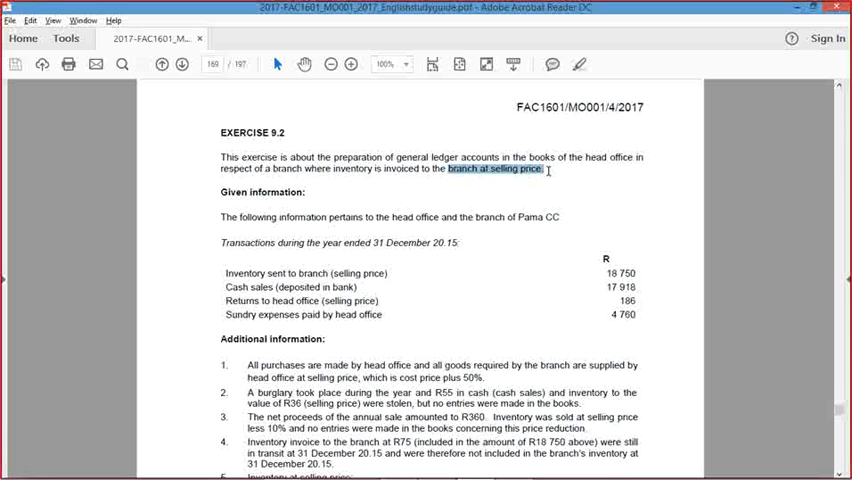 2017-FAC1601_MO001_2017_Englishstudyguide.pdf - Adobe Acrobat Reader DC
File Edit View Window Help
Home Tools 2017-FAC1601_M... × ? Sign In
169 / 197 100%
FAC1601/MO001/4/2017
EXERCISE 9.2
This exercise is about the preparation of general ledger accounts in the books of the head office in
respect of a branch where inventory is invoiced to the branch at selling price.
Given information:
The following information pertains to the head office and the branch of Pama CC
Transactions during the year ended 31 December 20.15:
R
Inventory sent to branch (selling price) 18 750
Cash sales (deposited in bank) 17 918
Returns to head office (selling price) 186
Sundry expenses paid by head office 4 760
Additional information:
1. All purchases are made by head office and all goods required by the branch are supplied by
head office at selling price, which is cost price plus 50%.
2. A burglary took place during the year and R55 in cash (cash sales) and inventory to the
value of R36 (selling price) were stolen, but no entries were made in the books.
3. The net proceeds of the annual sale amounted to R360. Inventory was sold at selling price
less 10% and no entries were made in the books concerning this price reduction.
4. Inventory invoice to the branch at R75 (included in the amount of R18 750 above) were still
in transit at 31 December 20.15 and were therefore not included in the branch's inventory at
31 December 20.15.
5. Inventory at selling price: